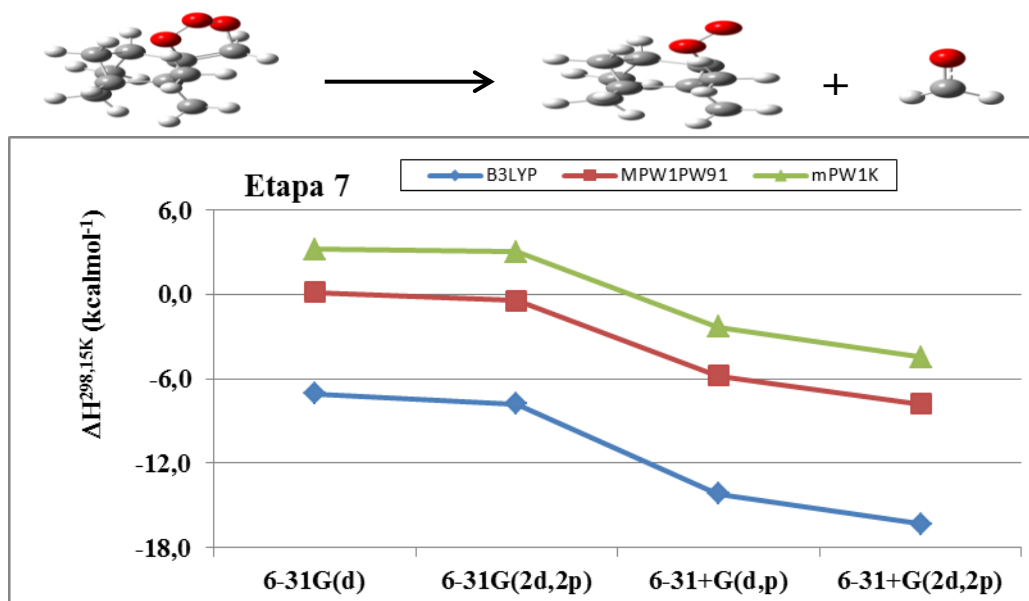 +
Etapa 7
B3LYP MPW1PW91 mPW1K
ΔH²⁹⁸,¹⁵ᴷ (kcalmol⁻¹)
6,0
0,0
-6,0
-12,0
-18,0
6-31G(d) 6-31G(2d,2p) 6-31+G(d,p) 6-31+G(2d,2p)